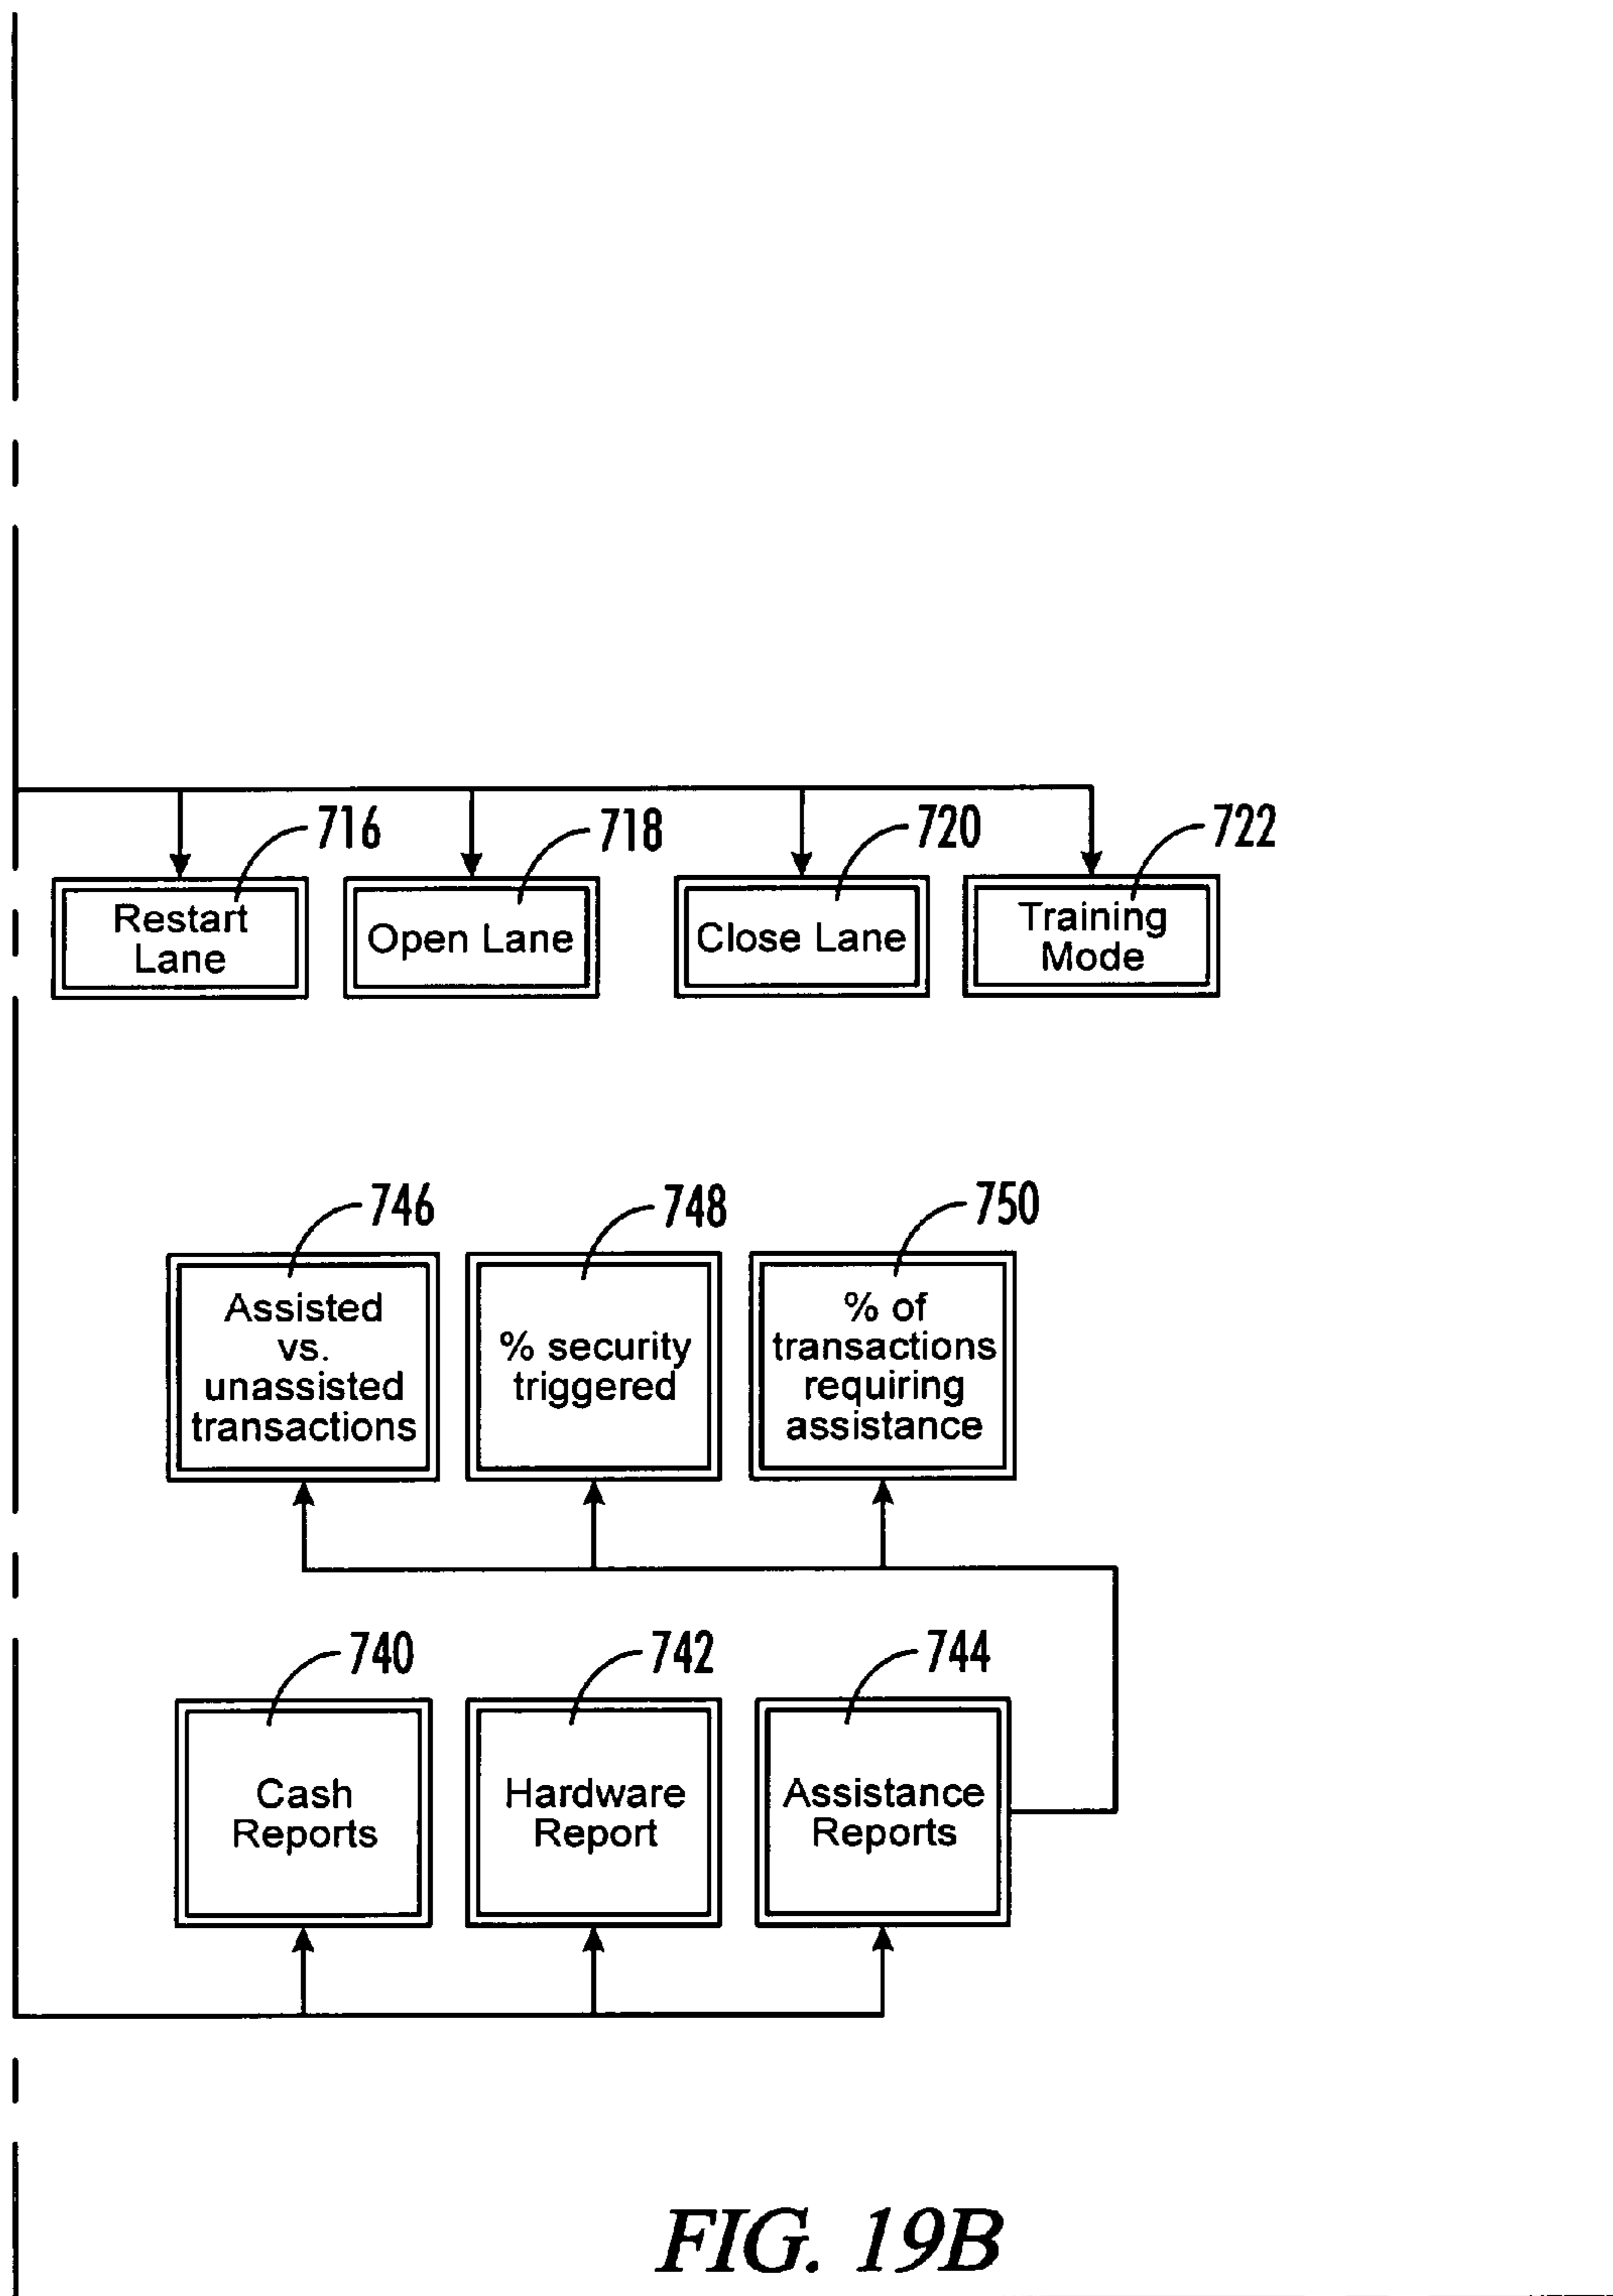 716
718
720
722
Restart
Lane
Open Lane
Close Lane
Training
Mode
746
748
750
Assisted
vs.
unassisted
transactions
% security
triggered
% of
transactions
requiring
assistance
740
742
744
Cash
Reports
Hardware
Report
Assistance
Reports
FIG. 19B